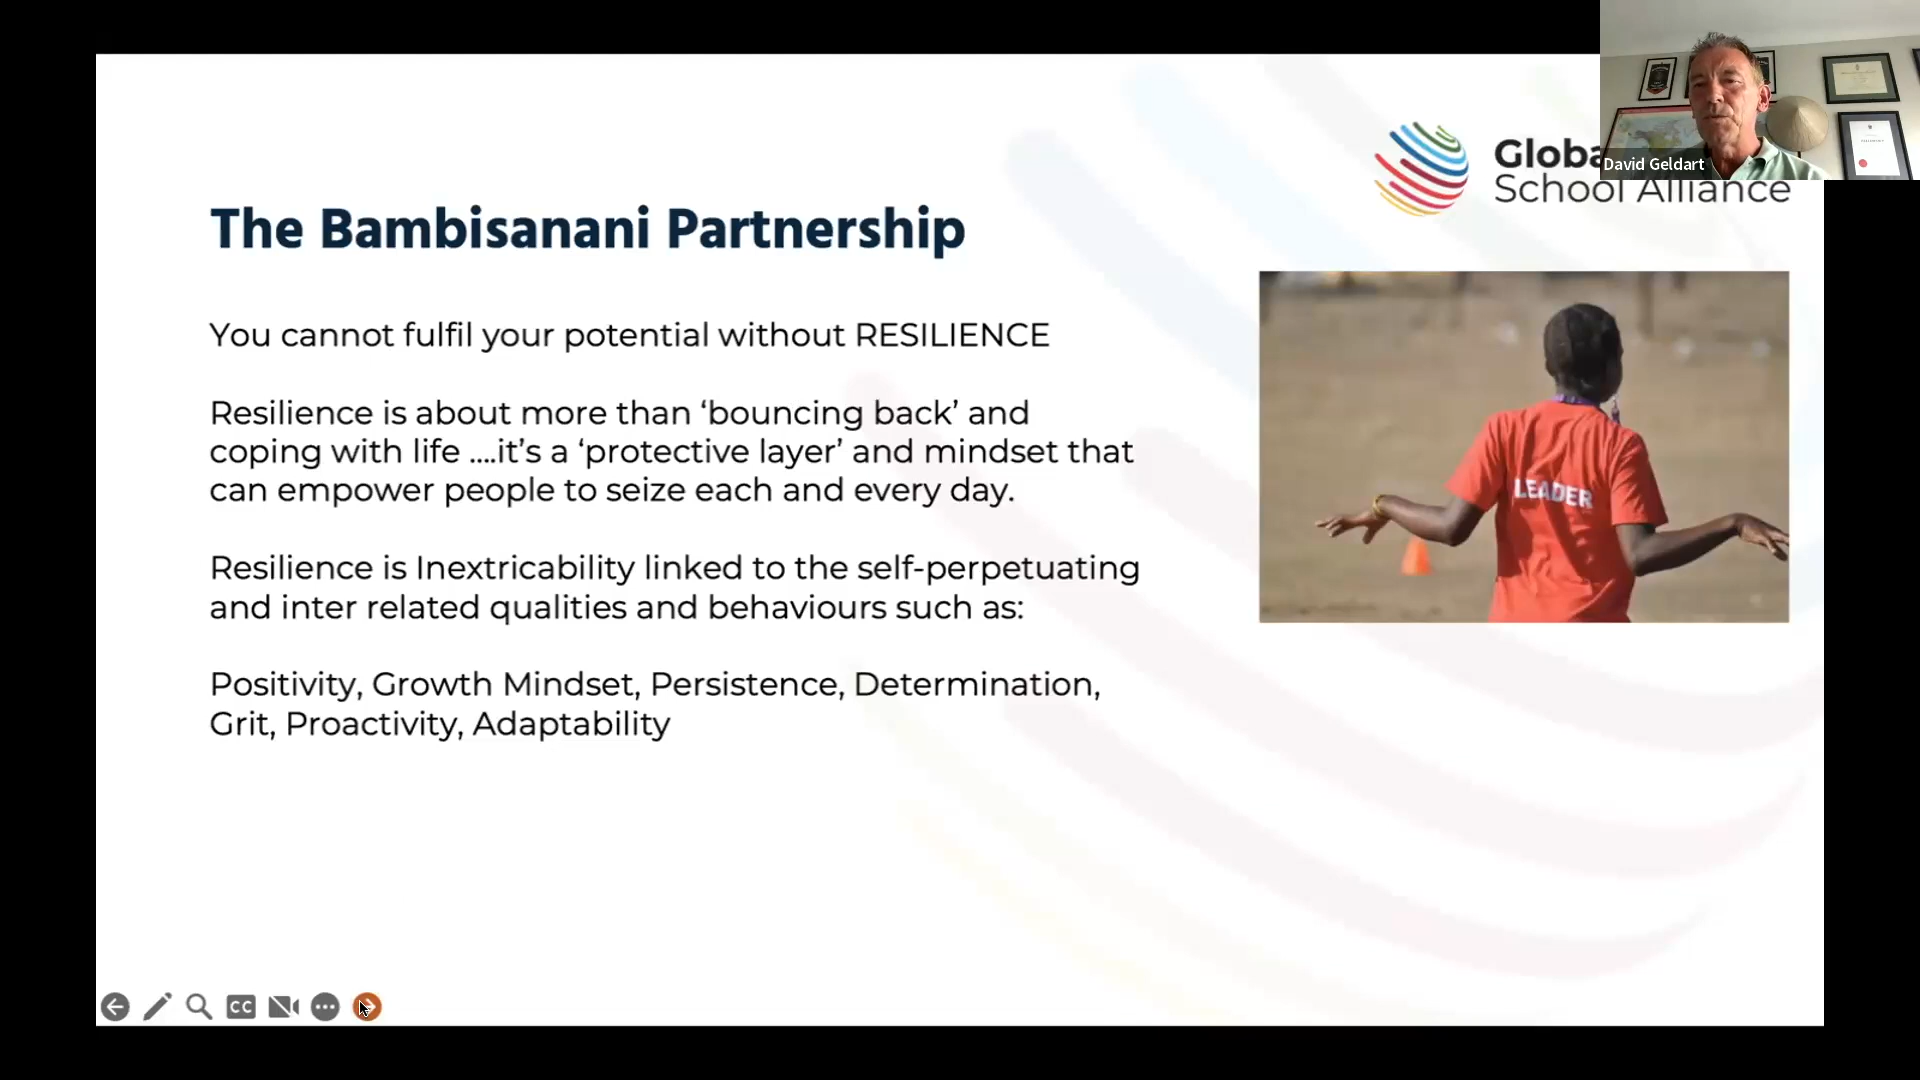 David Geldart
Globa
School Alliance
The Bambisanani Partnership
You cannot fulfil your potential without RESILIENCE
Resilience is about more than ‘bouncing back’ and
coping with life ....it’s a ‘protective layer’ and mindset that
can empower people to seize each and every day.
Resilience is Inextricability linked to the self-perpetuating
and inter related qualities and behaviours such as:
Positivity, Growth Mindset, Persistence, Determination,
Grit, Proactivity, Adaptability
LEADER
CC